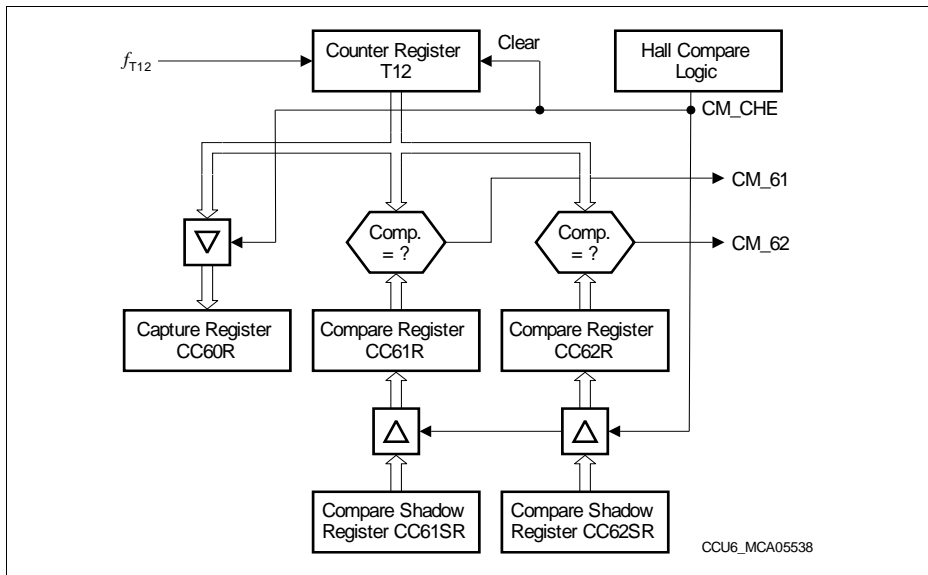 Counter Register
T12
Clear
Hall Compare
Logic
fT12
CM_CHE
CM_61
Comp.
= ?
Comp.
= ?
CM_62
Capture Register
CC60R
Compare Register
CC61R
Compare Register
CC62R
Compare Shadow
Register CC61SR
Compare Shadow
Register CC62SR
CCU6_MCA05538